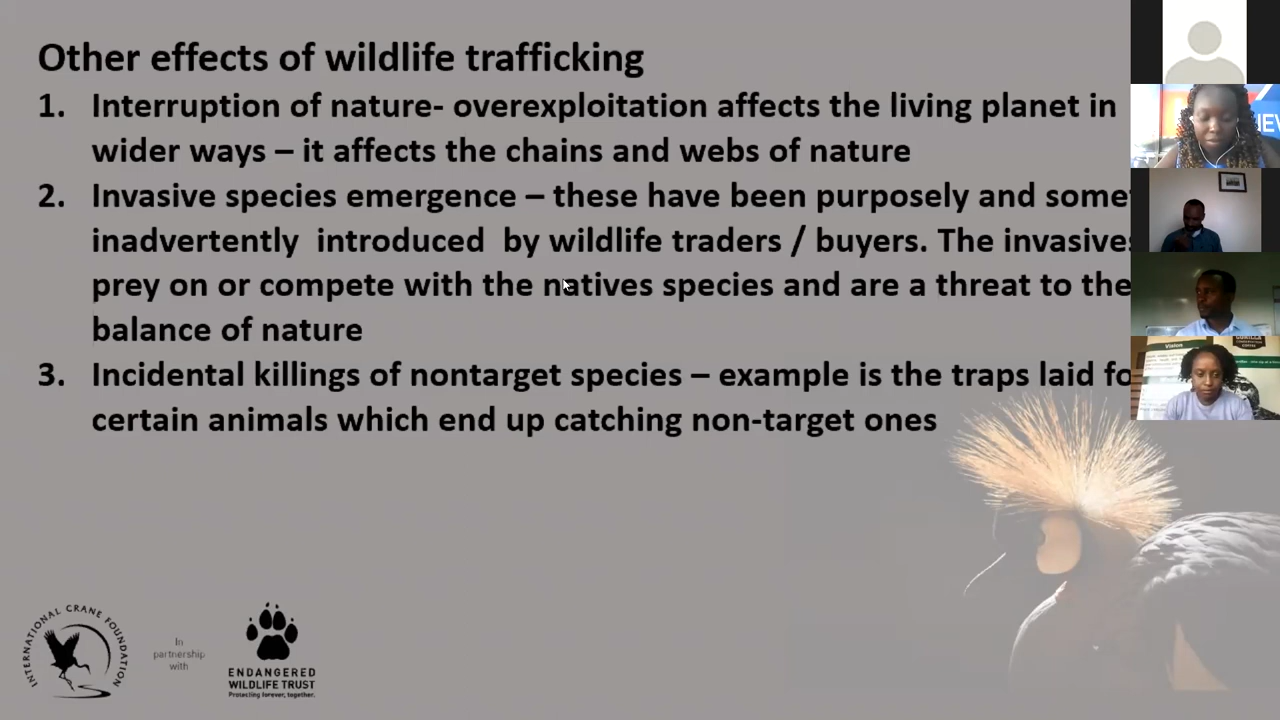 Other effects of wildlife trafficking
1. Interruption of nature- overexploitation affects the living planet in
wider ways – it affects the chains and webs of nature
2. Invasive species emergence – these have been purposely and
inadvertently introduced by wildlife traders / buyers. The
prey on or compete with the natives species and are a threat to the
balance of nature
3. Incidental killings of nontarget species – example is the traps laid
certain animals which end up catching non-target ones
INTERNATIONAL CRANE FOUNDATION
In
partnership
with
ENDANGERED
WILDLIFE TRUST
Protecting forever, together.
Vision